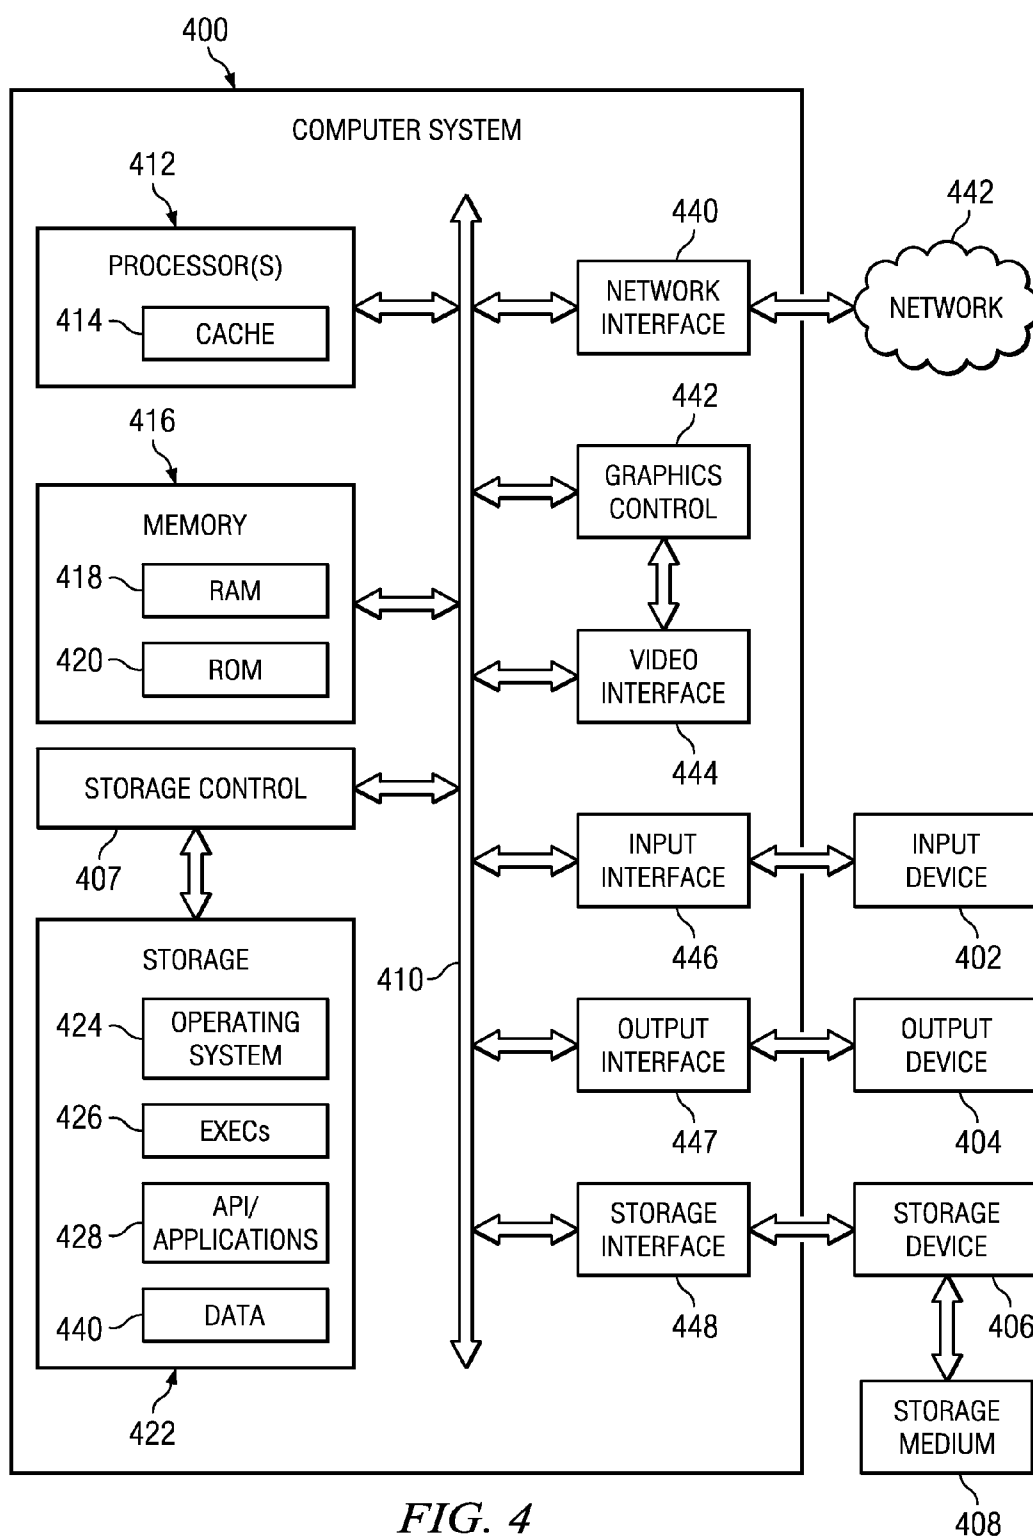 400
COMPUTER SYSTEM
412
PROCESSOR(S)
414
CACHE
416
MEMORY
418
RAM
420
ROM
STORAGE CONTROL
407
STORAGE
424
OPERATING
SYSTEM
426
EXECs
428
API/
APPLICATIONS
440
DATA
422
410
440
NETWORK
INTERFACE
442
NETWORK
442
GRAPHICS
CONTROL
VIDEO
INTERFACE
444
INPUT
INTERFACE
446
INPUT
DEVICE
402
OUTPUT
INTERFACE
447
OUTPUT
DEVICE
404
STORAGE
INTERFACE
448
STORAGE
DEVICE
406
STORAGE
MEDIUM
408
FIG. 4